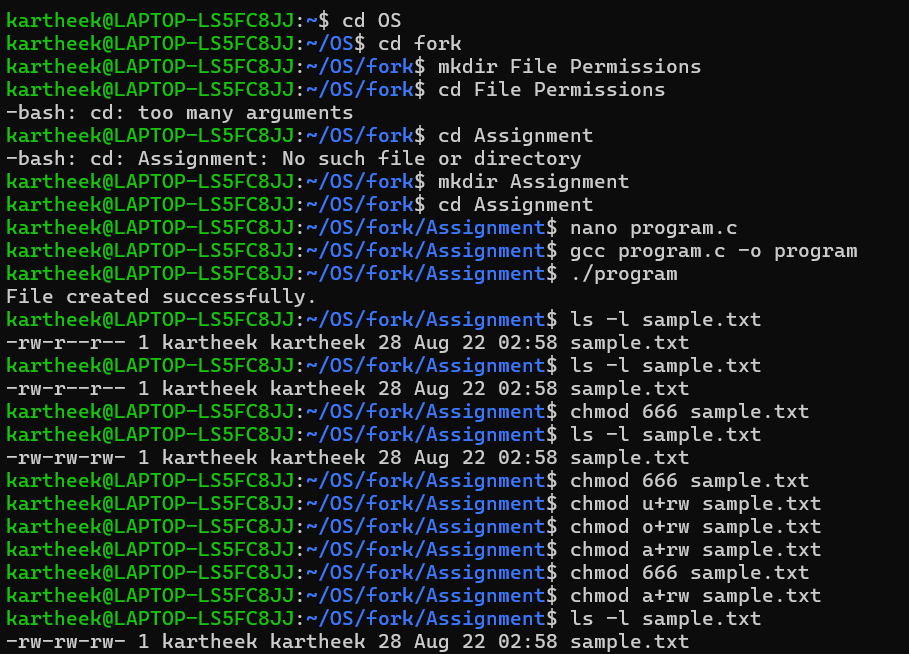 kartheek@LAPTOP-LS5FC8JJ:~$ cd OS
kartheek@LAPTOP-LS5FC8JJ:~/OS$ cd fork
kartheek@LAPTOP-LS5FC8JJ:~/OS/fork$ mkdir File Permissions
kartheek@LAPTOP-LS5FC8JJ:~/OS/fork$ cd File Permissions
-bash: cd: too many arguments
kartheek@LAPTOP-LS5FC8JJ:~/OS/fork$ cd Assignment
-bash: cd: Assignment: No such file or directory
kartheek@LAPTOP-LS5FC8JJ:~/OS/fork$ mkdir Assignment
kartheek@LAPTOP-LS5FC8JJ:~/OS/fork$ cd Assignment
kartheek@LAPTOP-LS5FC8JJ:~/OS/fork/Assignment$ nano program.c
kartheek@LAPTOP-LS5FC8JJ:~/OS/fork/Assignment$ gcc program.c -o program
kartheek@LAPTOP-LS5FC8JJ:~/OS/fork/Assignment$ ./program
File created successfully.
kartheek@LAPTOP-LS5FC8JJ:~/OS/fork/Assignment$ ls -l sample.txt
-rw-r--r-- 1 kartheek kartheek 28 Aug 22 02:58 sample.txt
kartheek@LAPTOP-LS5FC8JJ:~/OS/fork/Assignment$ ls -l sample.txt
-rw-r--r-- 1 kartheek kartheek 28 Aug 22 02:58 sample.txt
kartheek@LAPTOP-LS5FC8JJ:~/OS/fork/Assignment$ chmod 666 sample.txt
kartheek@LAPTOP-LS5FC8JJ:~/OS/fork/Assignment$ ls -l sample.txt
-rw-rw-rw- 1 kartheek kartheek 28 Aug 22 02:58 sample.txt
kartheek@LAPTOP-LS5FC8JJ:~/OS/fork/Assignment$ chmod 666 sample.txt
kartheek@LAPTOP-LS5FC8JJ:~/OS/fork/Assignment$ chmod u+rw sample.txt
kartheek@LAPTOP-LS5FC8JJ:~/OS/fork/Assignment$ chmod o+rw sample.txt
kartheek@LAPTOP-LS5FC8JJ:~/OS/fork/Assignment$ chmod a+rw sample.txt
kartheek@LAPTOP-LS5FC8JJ:~/OS/fork/Assignment$ chmod 666 sample.txt
kartheek@LAPTOP-LS5FC8JJ:~/OS/fork/Assignment$ chmod a+rw sample.txt
kartheek@LAPTOP-LS5FC8JJ:~/OS/fork/Assignment$ ls -l sample.txt
-rw-rw-rw- 1 kartheek kartheek 28 Aug 22 02:58 sample.txt